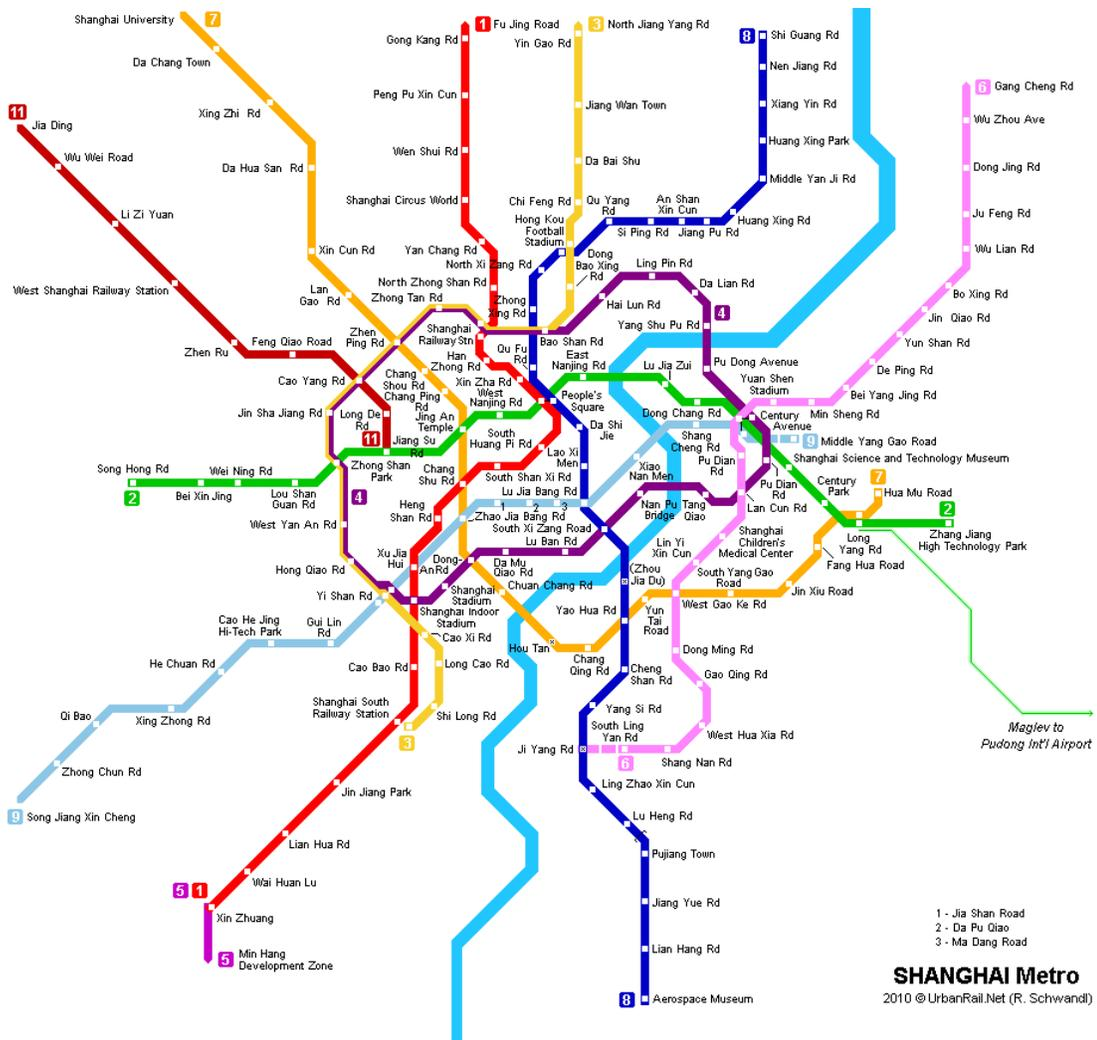 Shanghai University
7
1
Fu Jing Road
3
North Jiang Yang Rd
Gong Kang Rd
Yin Gao Rd
8
Shi Guang Rd
Da Chang Town
Nen Jiang Rd
6
Gang Cheng Rd
Peng Pu Xin Cun
Jiang Wan Town
Xiang Yin Rd
11
Xing Zhi Rd
Wu Zhou Ave
Jia Ding
Huang Xing Park
Wen Shui Rd
Da Bai Shu
Wu Wei Road
Da Hua San Rd
Dong Jing Rd
Middle Yan Ji Rd
Shanghai Circus World
Chi Feng Rd
Qu Yang
Rd
An Shan
Xin Cun
Li Zi Yuan
Ju Feng Rd
Hong Kou
Football
Stadium
Huang Xing Rd
Si Ping Rd
Jiang Pu Rd
Xin Cun Rd
Yan Chang Rd
Wu Lian Rd
North Xi Zang Rd
Dong
Bao Xing
Rd
Ling Pin Rd
West Shanghai Railway Station
North Zhong Shan Rd
Da Lian Rd
Lan
Gao Rd
Zhong Tan Rd
Zhong
Xing Rd
Hai Lun Rd
Bo Xing Rd
4
Jin Qiao Rd
Shanghai
Railway Stn
Yang Shu Pu Rd
Zhen
Ping Rd
Feng Qiao Road
Bao Shan Rd
Yun Shan Rd
Zhen Ru
Qu Fu
Rd
East
Nanjing Rd
Lu Jia Zui
Pu Dong Avenue
Han
Zhong Rd
De Ping Rd
Cao Yang Rd
Chang
Shou Rd
Xin Zha Rd
Yuan Shen
Stadium
Chang Ping
Rd
West
Nanjing Rd
People's
Square
Bei Yang Jing Rd
Jin Sha Jiang Rd
Long De
Rd
Jing An
Temple
Dong Chang Rd
Min Sheng Rd
Century
Avenue
Da Shi
Jie
Shang
Cheng Rd
11
Jiang Su
Rd
South
Huang Pi Rd
9
Middle Yang Gao Road
Lao Xi
Men
Pu Dian
Rd
Shanghai Science and Technology Museum
Song Hong Rd
Wei Ning Rd
Zhong Shan
Park
Xiao
Nan Men
2
Bei Xin Jing
Lou Shan
Guan Rd
4
Chang
Shu Rd
South Shan Xi Rd
Pu Dian
Rd
Century
Park
7
Hua Mu Road
Lu Jia Bang Rd
1
2
3
Heng
Shan Rd
Zhao Jia Bang Rd
Nan Pu
Bridge
Tang
Qiao
Lan Cun Rd
2
West Yan An Rd
South Xi Zang Road
Shanghai
Children's
Medical Center
Long
Yang Rd
Zhang Jiang
High Technology Park
Lu Ban Rd
Lin Yi
Xin Cun
Xu Jia
Hui
Dong-
An Rd
Da Mu
Qiao Rd
Fang Hua Road
Hong Qiao Rd
(Zhou
Jia Du)
South Yang Gao
Road
Chuan Chang Rd
Jin Xiu Road
Yi Shan Rd
Shanghai
Stadium
Shanghai Indoor
Stadium
Yao Hua Rd
Yun
Tai
Road
West Gao Ke Rd
Cao He Jing
Hi-Tech Park
Gui Lin
Rd
Cao Xi Rd
Hou Tan
Chang
Qing Rd
Dong Ming Rd
He Chuan Rd
Cao Bao Rd
Long Cao Rd
Cheng
Shan Rd
Gao Qing Rd
Shanghai South
Railway Station
Shi Long Rd
Yang Si Rd
Qi Bao
Xing Zhong Rd
South Ling
Yan Rd
Maglev to
Pudong Int'l Airport
3
West Hua Xia Rd
Ji Yang Rd
6
Shang Nan Rd
Zhong Chun Rd
Jin Jiang Park
Ling Zhao Xin Cun
9
Song Jiang Xin Cheng
Lu Heng Rd
Lian Hua Rd
Pujiang Town
Wai Huan Lu
5
1
Jiang Yue Rd
Xin Zhuang
1 - Jia Shan Road
2 - Da Pu Qiao
3 - Ma Dang Road
Lian Hang Rd
5
Min Hang
Development Zone
SHANGHAI Metro
8
Aerospace Museum
2010 © UrbanRail.Net (R. Schwandl)